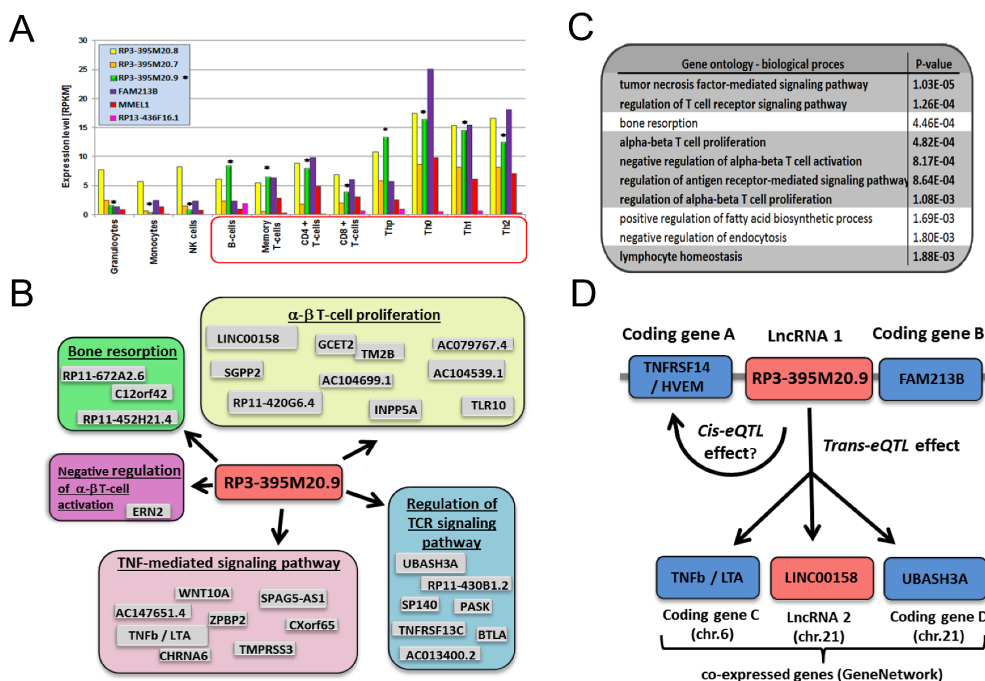 A
Expression level [RPKM]
30
25
20
15
10
5
0
RP3-395M20.8
RP3-395M20.7
RP3-395M20.9 *
FAM213B
MMEL1
RP13-436F16.1
* * * * * * * * * *
Granulocytes
Monocytes
NK cells
B-cells
Memory
T-cells
CD4 +
T-cells
CD8 +
T-cells
Thp
Th0
Th1
Th2
C
Gene ontology - biological proces P-value
tumor necrosis factor-mediated signaling pathway 1.03E-05
regulation of T cell receptor signaling pathway 1.26E-04
bone resorption 4.46E-04
alpha-beta T cell proliferation 4.82E-04
negative regulation of alpha-beta T cell activation 8.17E-04
regulation of antigen receptor-mediated signaling pathway 8.64E-04
regulation of alpha-beta T cell proliferation 1.08E-03
positive regulation of fatty acid biosynthetic process 1.69E-03
negative regulation of endocytosis 1.80E-03
lymphocyte homeostasis 1.88E-03
B
Bone resorption
RP11-672A2.6
C12orf42
RP11-452H21.4
α-β T-cell proliferation
LINC00158
GCET2
TM2B
AC079767.4
SGPP2
AC104699.1
AC104539.1
RP11-420G6.4
INPP5A
TLR10
Negative regulation
of α-β T-cell
activation
ERN2
RP3-395M20.9
TNF-mediated signaling pathway
WNT10A
SPAG5-AS1
AC147651.4
ZPBP2
CXorf65
TNFb / LTA
CHRNA6
TMPRSS3
Regulation of
TCR signaling
pathway
UBASH3A
RP11-430B1.2
SP140
PASK
TNFRSF13C
BTLA
AC013400.2
D
Coding gene A
LncRNA 1
Coding gene B
TNFRSF14
/ HVEM
RP3-395M20.9
FAM213B
Cis-eQTL
effect?
Trans-eQTL effect
TNFb / LTA
LINC00158
UBASH3A
Coding gene C
(chr.6)
LncRNA 2
(chr.21)
Coding gene D
(chr.21)
co-expressed genes (GeneNetwork)